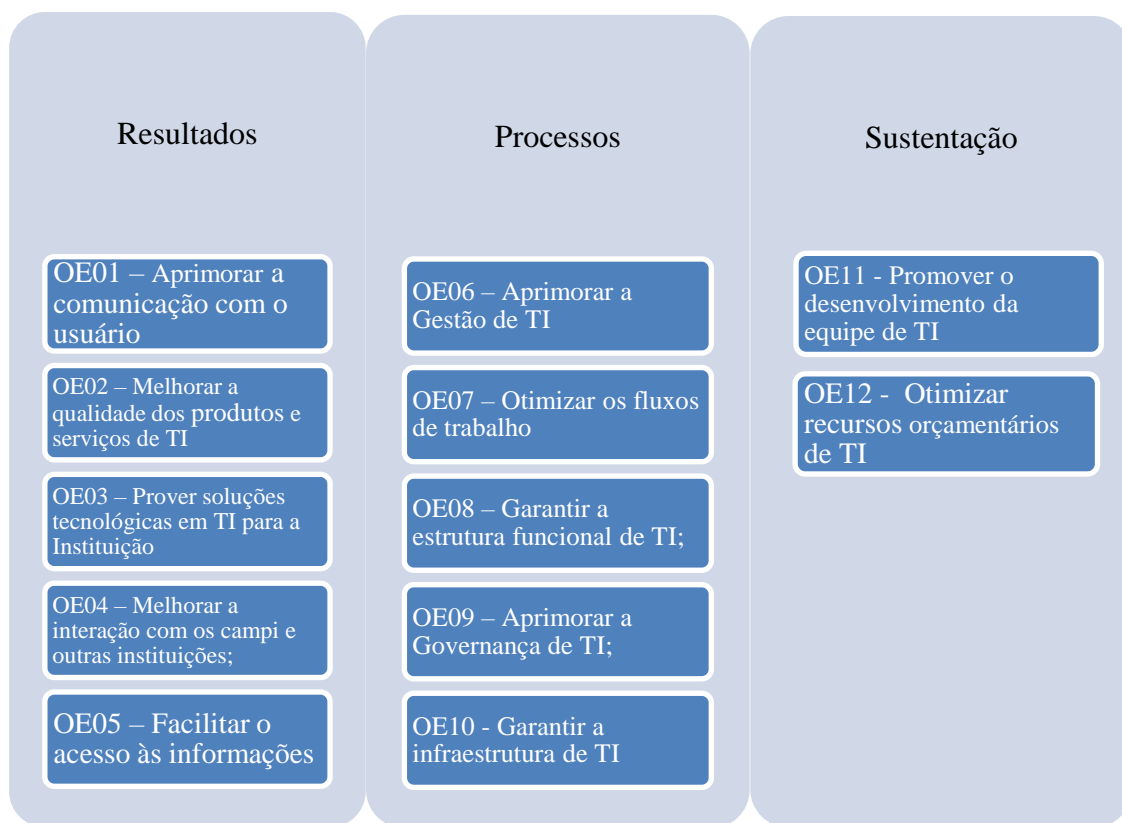 Resultados
OE01 – Aprimorar a
comunicação com o
usuário
OE02 – Melhorar a
qualidade dos produtos e
serviços de TI
OE03 – Prover soluções
tecnológicas em TI para a
Instituição
OE04 – Melhorar a
interação com os campi e
outras instituições;
OE05 – Facilitar o
acesso às informações
Processos
OE06 – Aprimorar a
Gestão de TI
OE07 – Otimizar os fluxos
de trabalho
OE08 – Garantir a
estrutura funcional de TI;
OE09 – Aprimorar a
Governança de TI;
OE10 - Garantir a
infraestrutura de TI
Sustentação
OE11 - Promover o
desenvolvimento da
equipe de TI
OE12 - Otimizar
recursos orçamentários
de TI